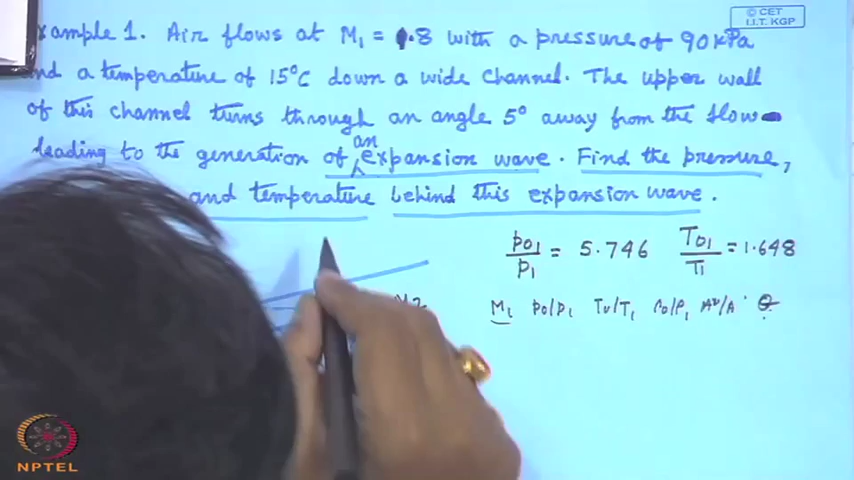 © CET
I.I.T. KGP
xample 1. Air flows at M1 = 1.8 with a pressure of 90 kPa
nd a temperature of 15°C down a wide channel. The upper wall
of this channel turns through an angle 5° away from the flow
leading to the generation of an expansion wave. Find the pressure,
and temperature behind this expansion wave.
p01/p1 = 5.746 T01/T1 = 1.648
M1 p0/p1 T0/T1 A*/A θ
NPTEL